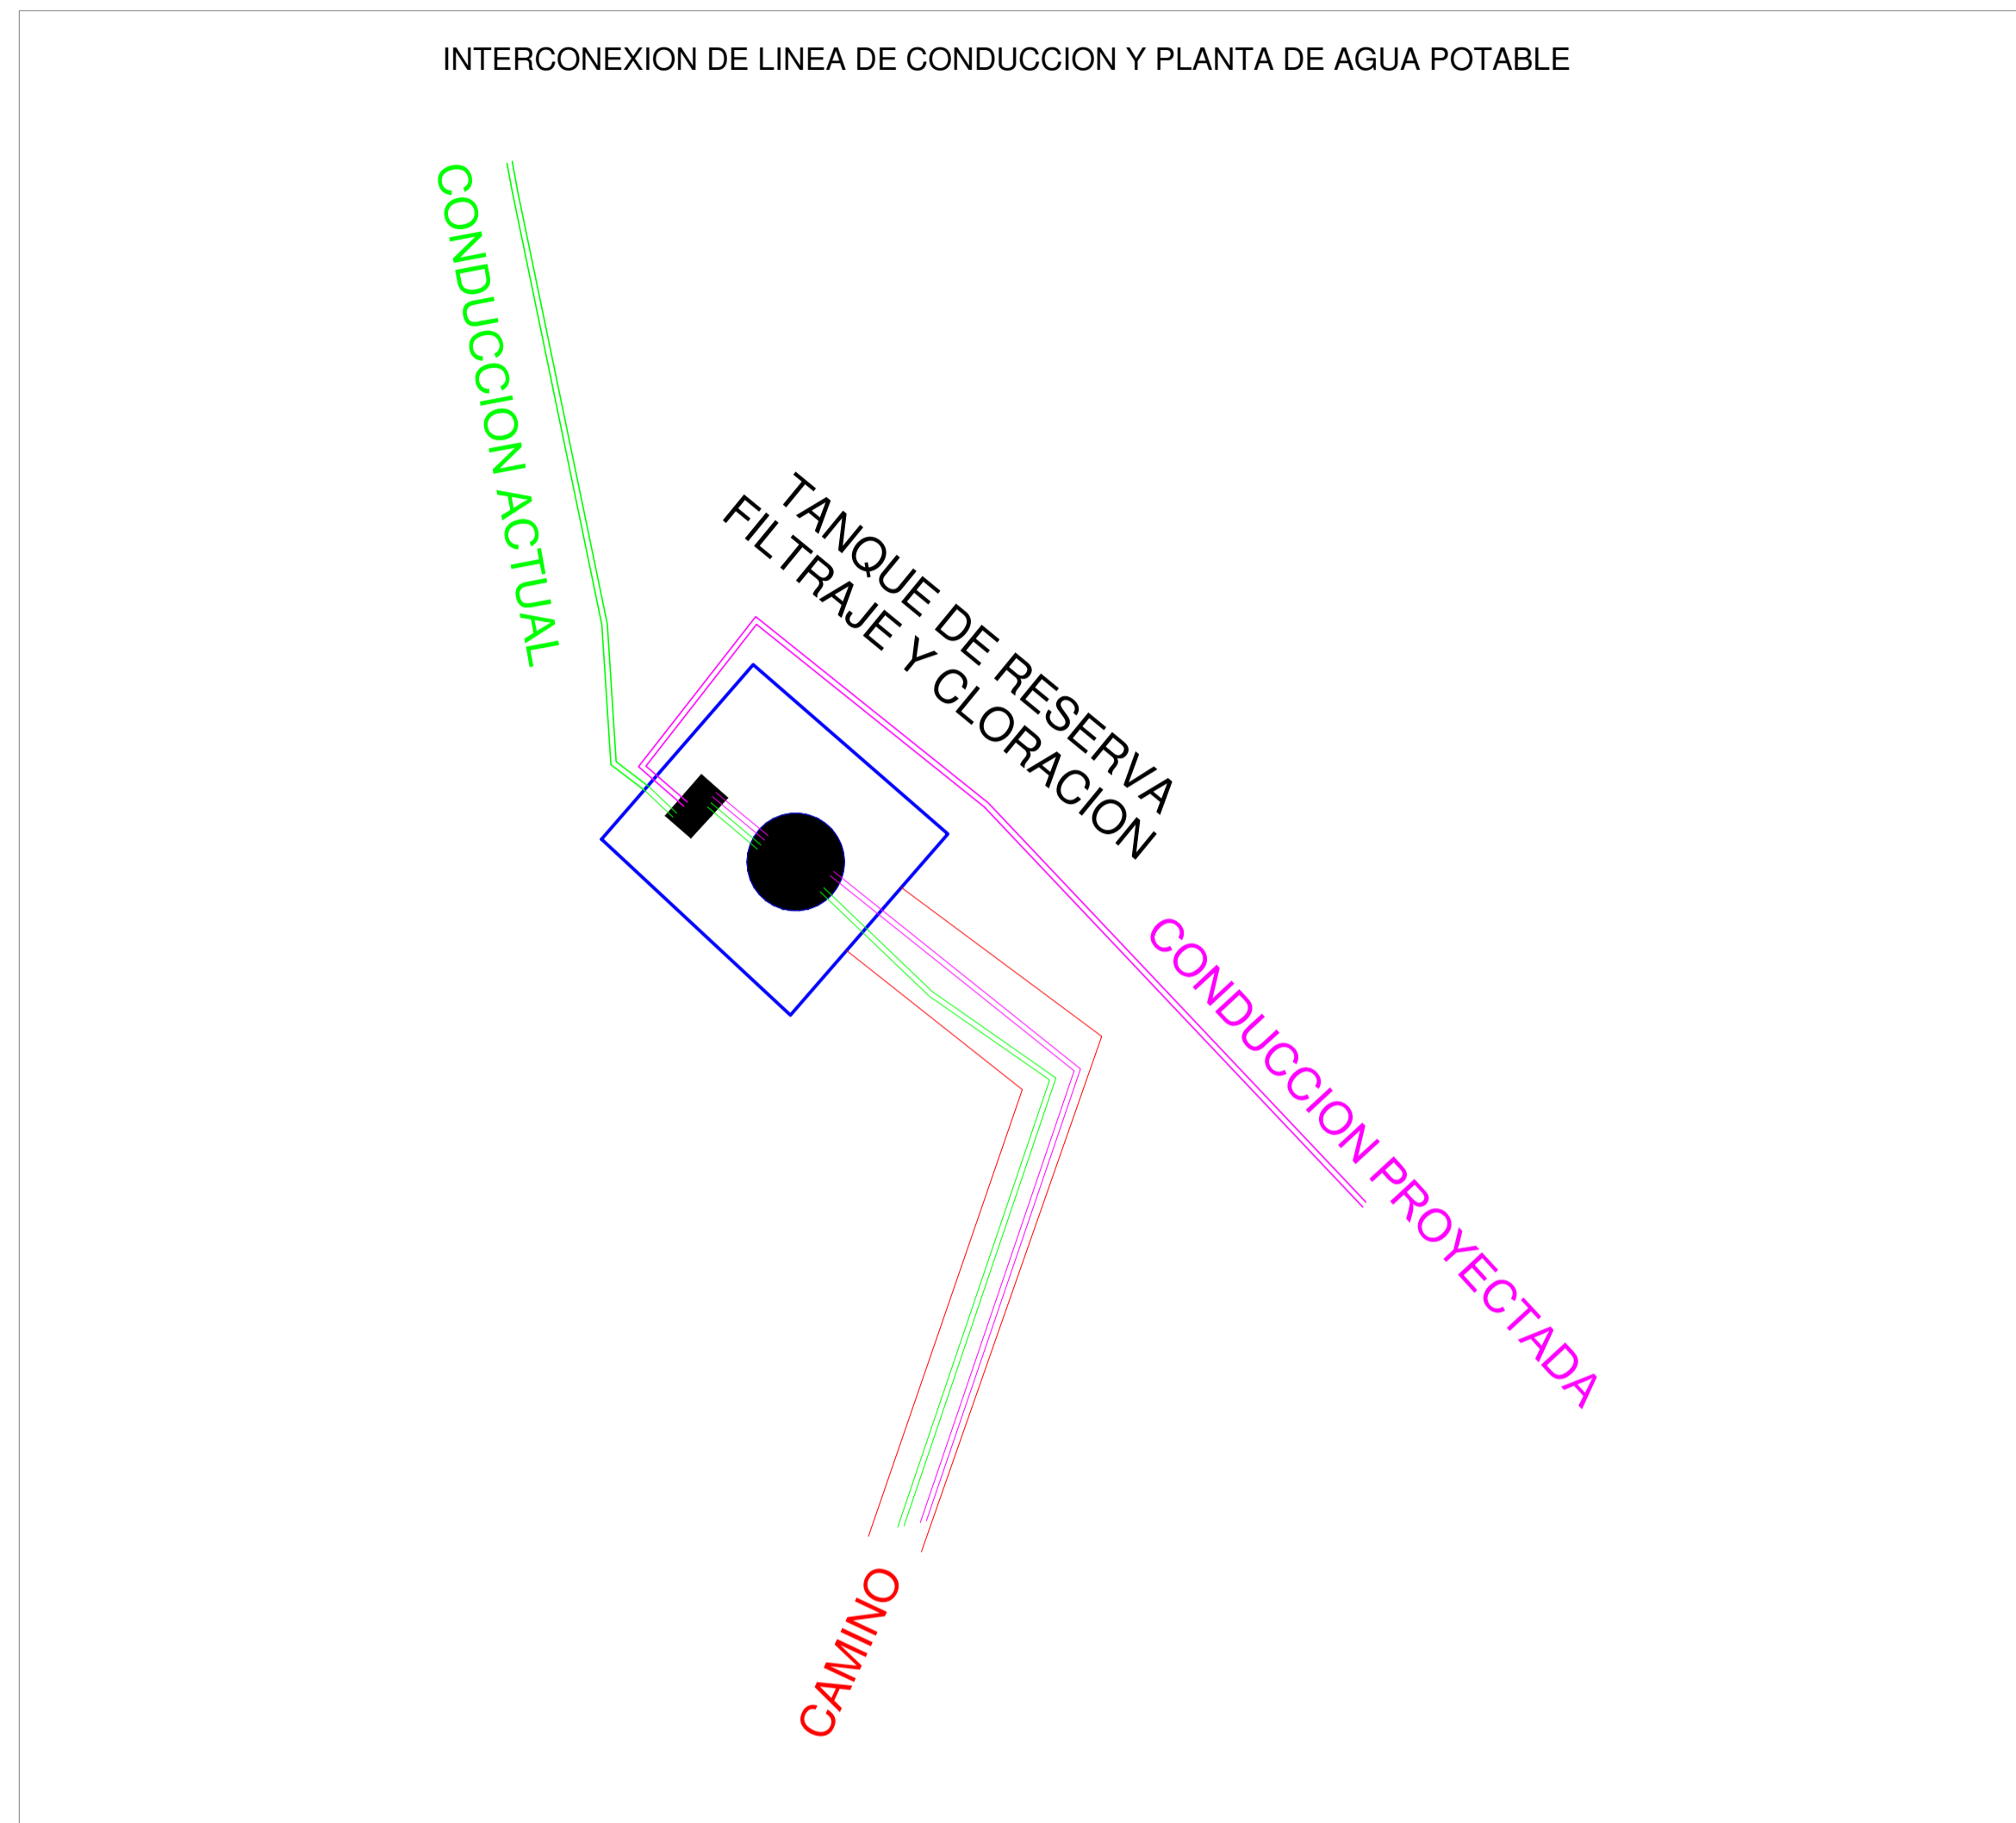 INTERCONEXION DE LINEA DE CONDUCCION Y PLANTA DE AGUA POTABLE
CONDUCCION ACTUAL
TANQUE DE RESERVA
FILTRAJE Y CLORACION
CONDUCCION PROYECTADA
CAMINO